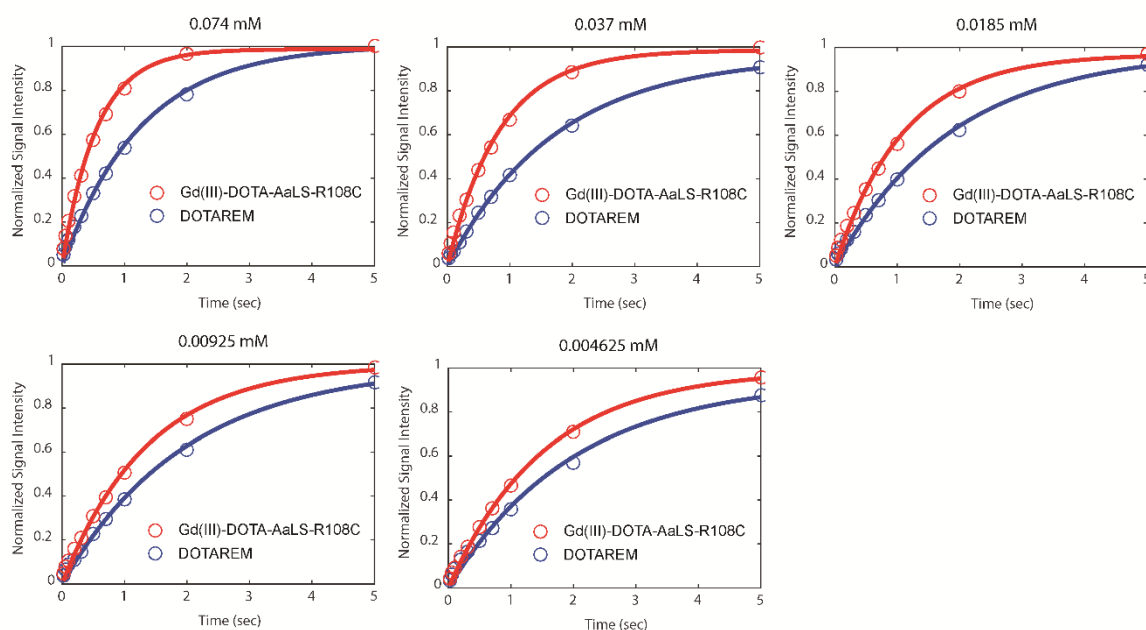 0.074 mM
Normalized Signal Intensity
1
0.8
0.6
0.4
0.2
0
Gd(III)-DOTA-AaLS-R108C
DOTAREM
0 1 2 3 4 5
Time (sec)
0.037 mM
Normalized Signal Intensity
1
0.8
0.6
0.4
0.2
0
Gd(III)-DOTA-AaLS-R108C
DOTAREM
0 1 2 3 4 5
Time (sec)
0.0185 mM
Normalized Signal Intensity
1
0.8
0.6
0.4
0.2
0
Gd(III)-DOTA-AaLS-R108C
DOTAREM
0 1 2 3 4 5
Time (sec)
0.00925 mM
Normalized Signal Intensity
1
0.8
0.6
0.4
0.2
0
Gd(III)-DOTA-AaLS-R108C
DOTAREM
0 1 2 3 4 5
Time (sec)
0.004625 mM
Normalized Signal Intensity
1
0.8
0.6
0.4
0.2
0
Gd(III)-DOTA-AaLS-R108C
DOTAREM
0 1 2 3 4 5
Time (sec)